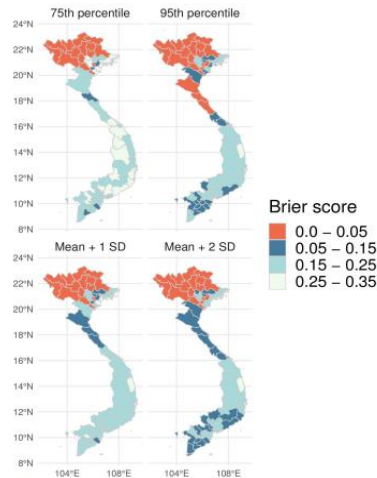 75th percentile
95th percentile
24°N
22°N
20°N
18°N
16°N
14°N
12°N
10°N
8°N
Brier score
0.0 – 0.05
0.05 – 0.15
0.15 – 0.25
0.25 – 0.35
Mean + 1 SD
Mean + 2 SD
24°N
22°N
20°N
18°N
16°N
14°N
12°N
10°N
8°N
104°E
108°E
104°E
108°E